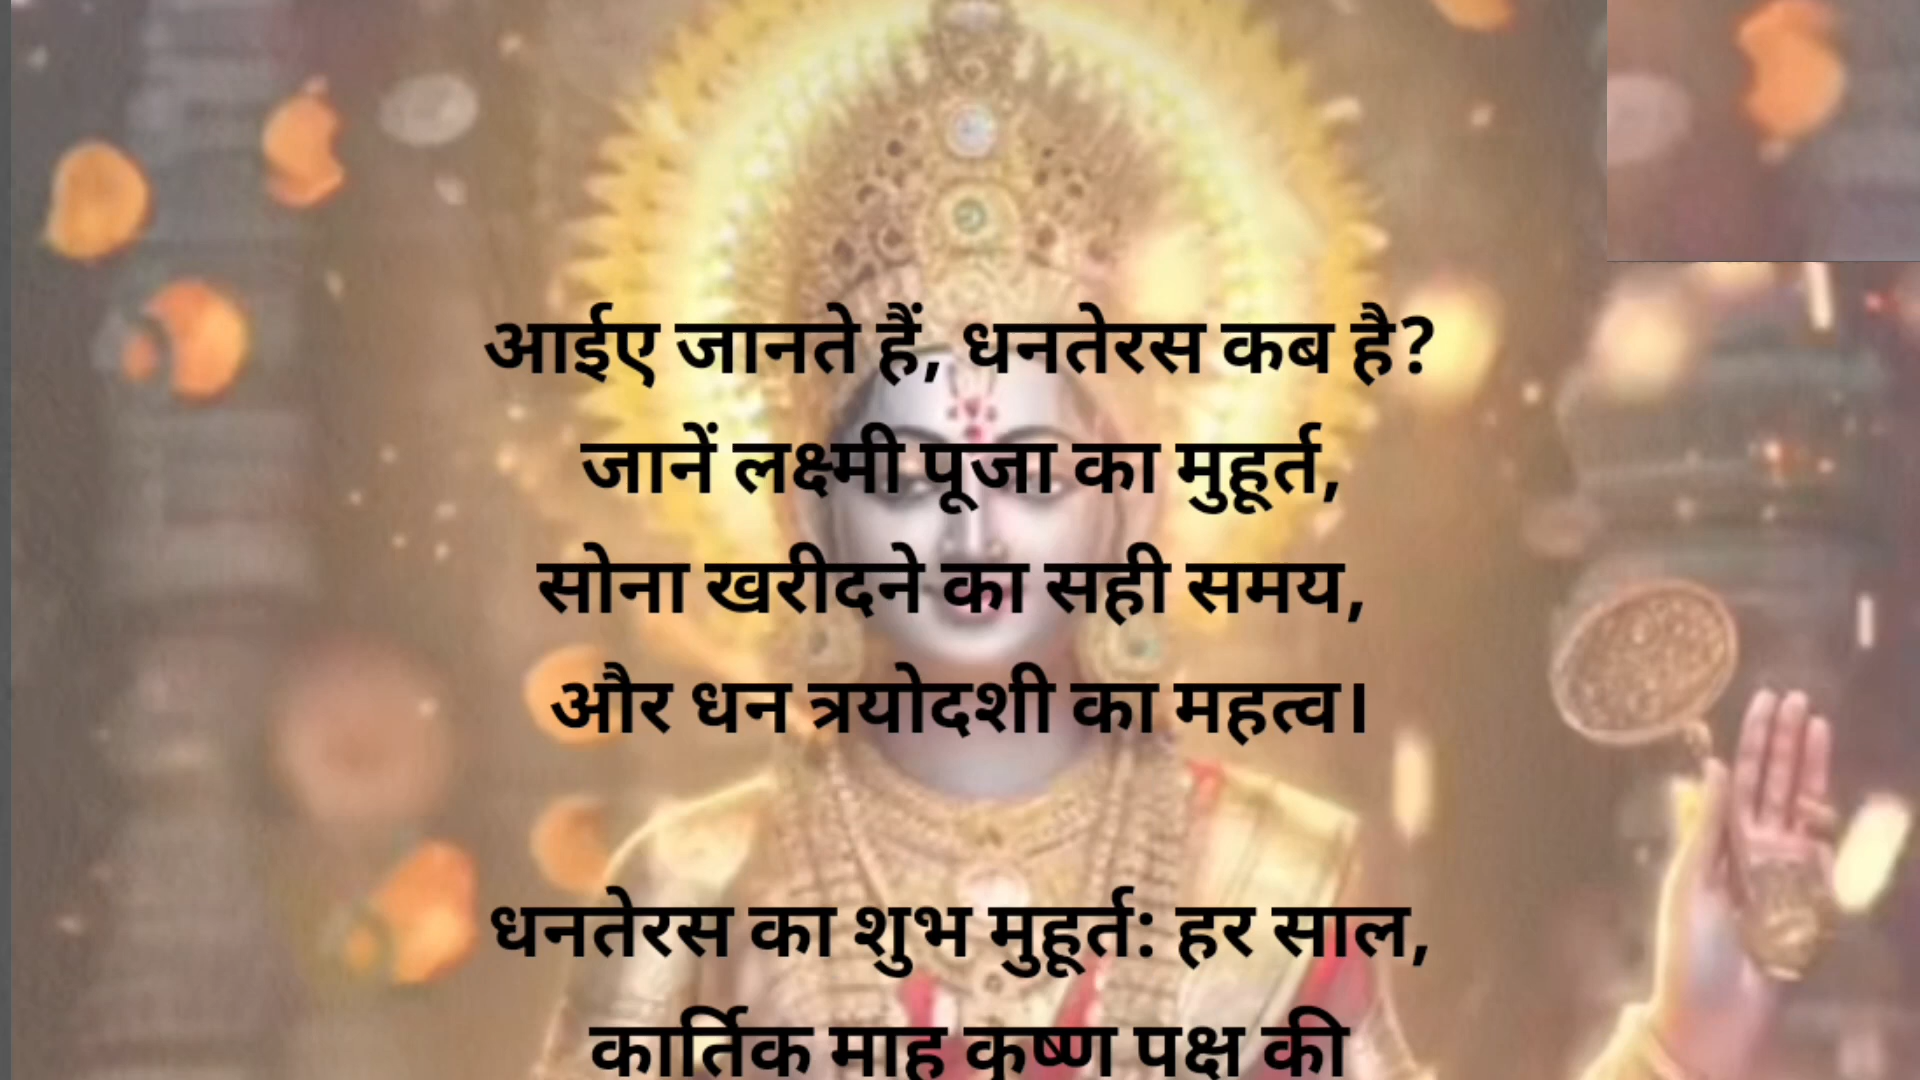 आईए जानते हैं, धनतेरस कब है?
जानें लक्ष्मी पूजा का मुहूर्त,
सोना खरीदने का सही समय,
और धन त्रयोदशी का महत्व।
धनतेरस का शुभ मुहूर्त: हर साल,
कार्तिक माह कृष्ण पक्ष की